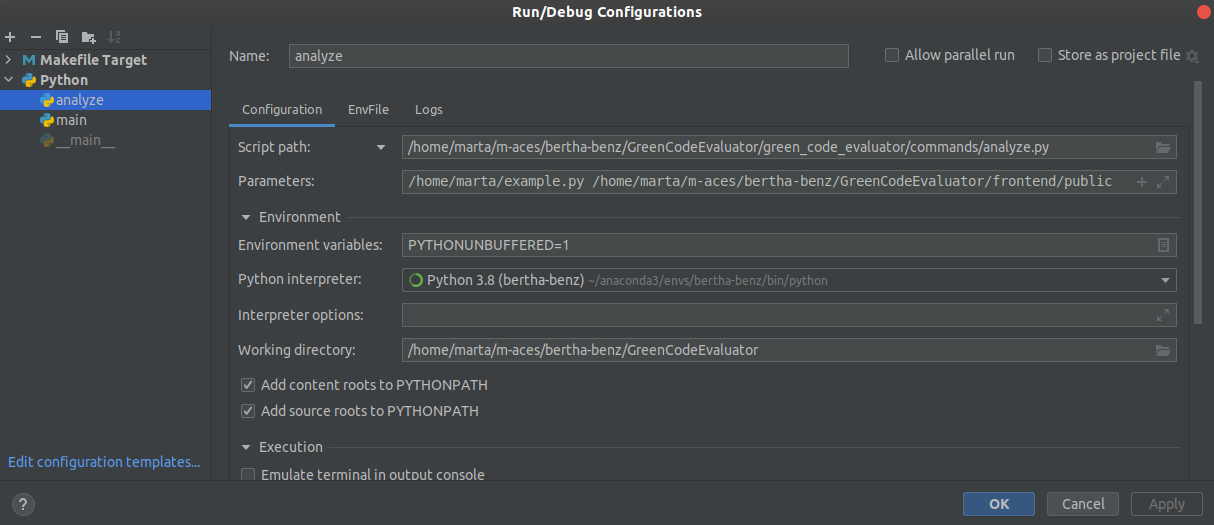 Run/Debug Configurations
Makefile Target
Python
analyze
main
__main__
Edit configuration templates...
Name: analyze
Allow parallel run
Store as project file
Configuration EnvFile Logs
Script path: /home/marta/m-aces/bertha-benz/GreenCodeEvaluator/green_code_evaluator/commands/analyze.py
Parameters: /home/marta/example.py /home/marta/m-aces/bertha-benz/GreenCodeEvaluator/frontend/public
Environment
Environment variables: PYTHONUNBUFFERED=1
Python interpreter: Python 3.8 (bertha-benz) ~/anaconda3/envs/bertha-benz/bin/python
Interpreter options:
Working directory: /home/marta/m-aces/bertha-benz/GreenCodeEvaluator
Add content roots to PYTHONPATH
Add source roots to PYTHONPATH
Execution
Emulate terminal in output console
? OK Cancel Apply